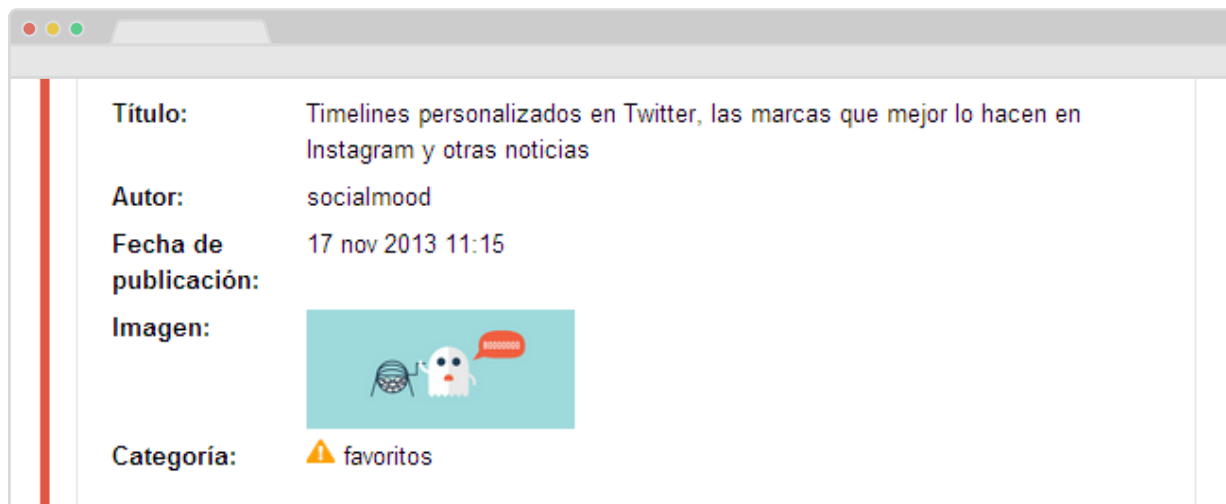 Título: Timelines personalizados en Twitter, las marcas que mejor lo hacen en
Instagram y otras noticias
Autor: socialmood
Fecha de 17 nov 2013 11:15
publicación:
Imagen:
Categoría: favoritos